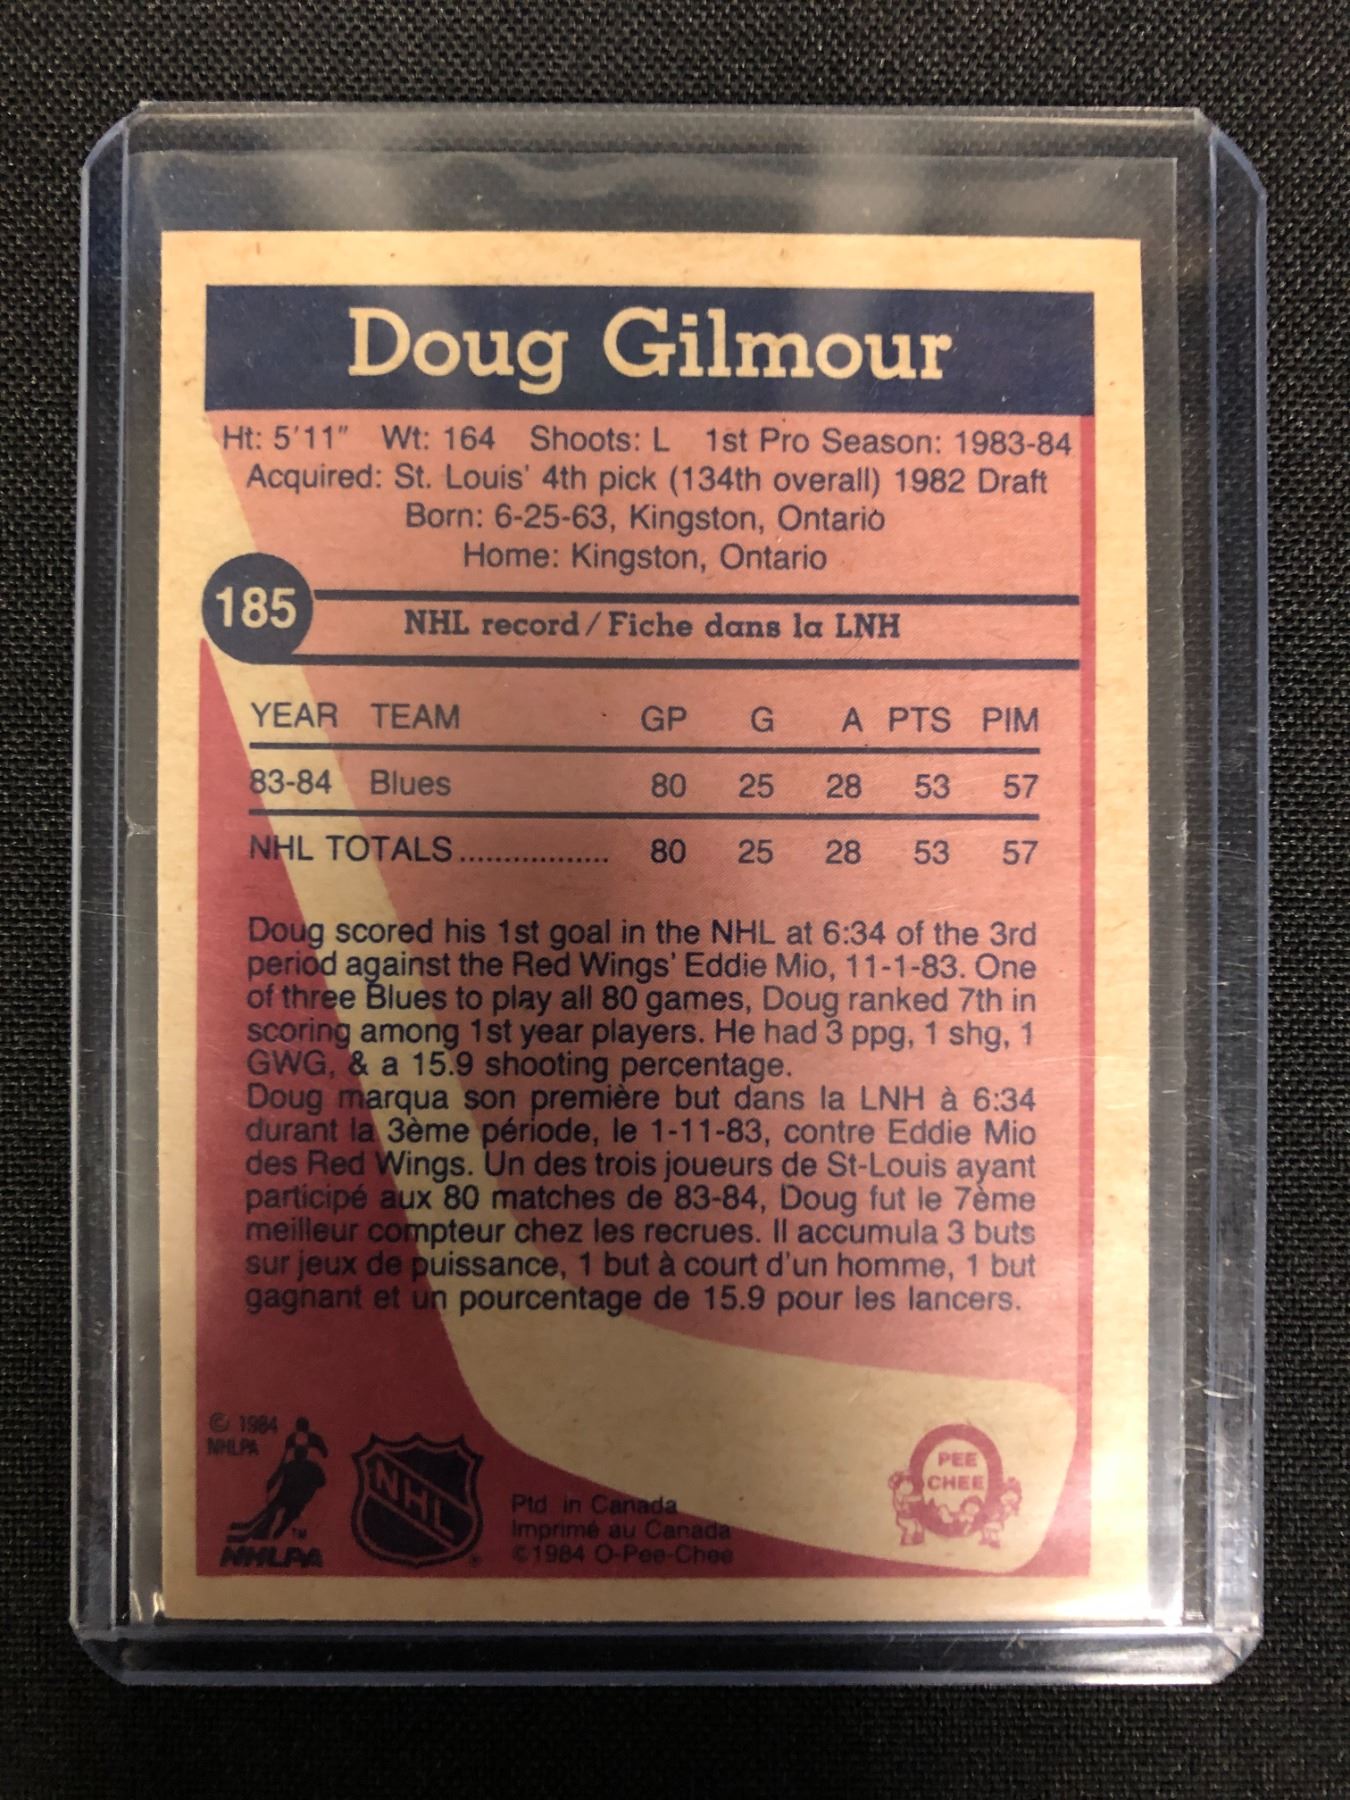 Doug Gilmour
Ht: 5'11" Wt: 164 Shoots: L 1st Pro Season: 1983-84
Acquired: St. Louis' 4th pick (134th overall) 1982 Draft
Born: 6-25-63, Kingston, Ontario
Home: Kingston, Ontario
185
NHL record/Fiche dans la LNH
YEAR TEAM GP G A PTS PIM
83-84 Blues 80 25 28 53 57
NHL TOTALS................. 80 25 28 53 57
Doug scored his 1st goal in the NHL at 6:34 of the 3rd
period against the Red Wings' Eddie Mio, 11-1-83. One
of three Blues to play all 80 games, Doug ranked 7th in
scoring among 1st year players. He had 3 ppg, 1 shg, 1
GWG, & a 15.9 shooting percentage.
Doug marqua son première but dans la LNH à 6:34
durant la 3ème période, le 1-11-83, contre Eddie Mio
des Red Wings. Un des trois joueurs de St-Louis ayant
participé aux 80 matches de 83-84, Doug fut le 7ème
meilleur compteur chez les recrues. Il accumula 3 buts
sur jeux de puissance, 1 but à court d'un homme, 1 but
gagnant et un pourcentage de 15.9 pour les lancers.
© 1984
NHLPA
TM
NHLPA
NHL
®
Ptd in Canada
Imprimé au Canada
©1984 O-Pee-Chee
PEE
CHEE